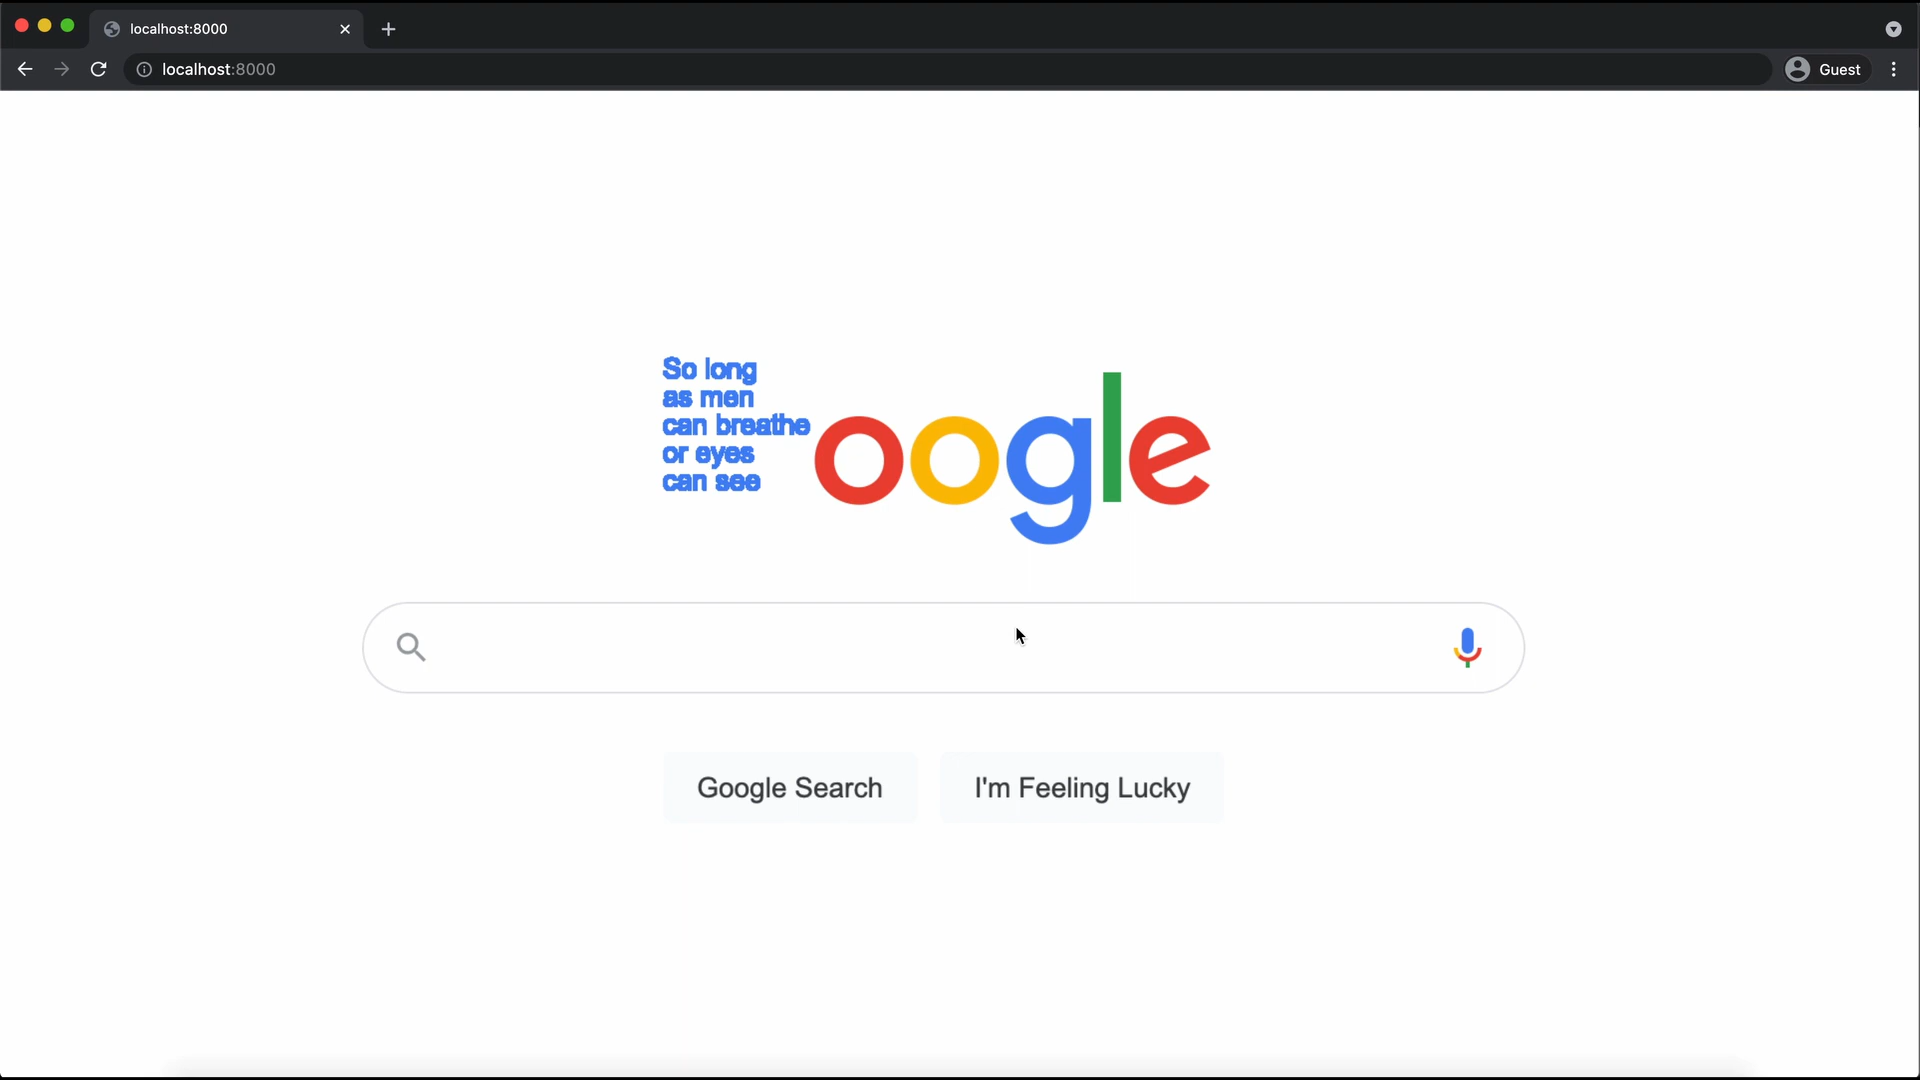 localhost:8000
localhost:8000
Guest
So long
as men
can breathe
or eyes
can see
oogle
Google Search
I'm Feeling Lucky